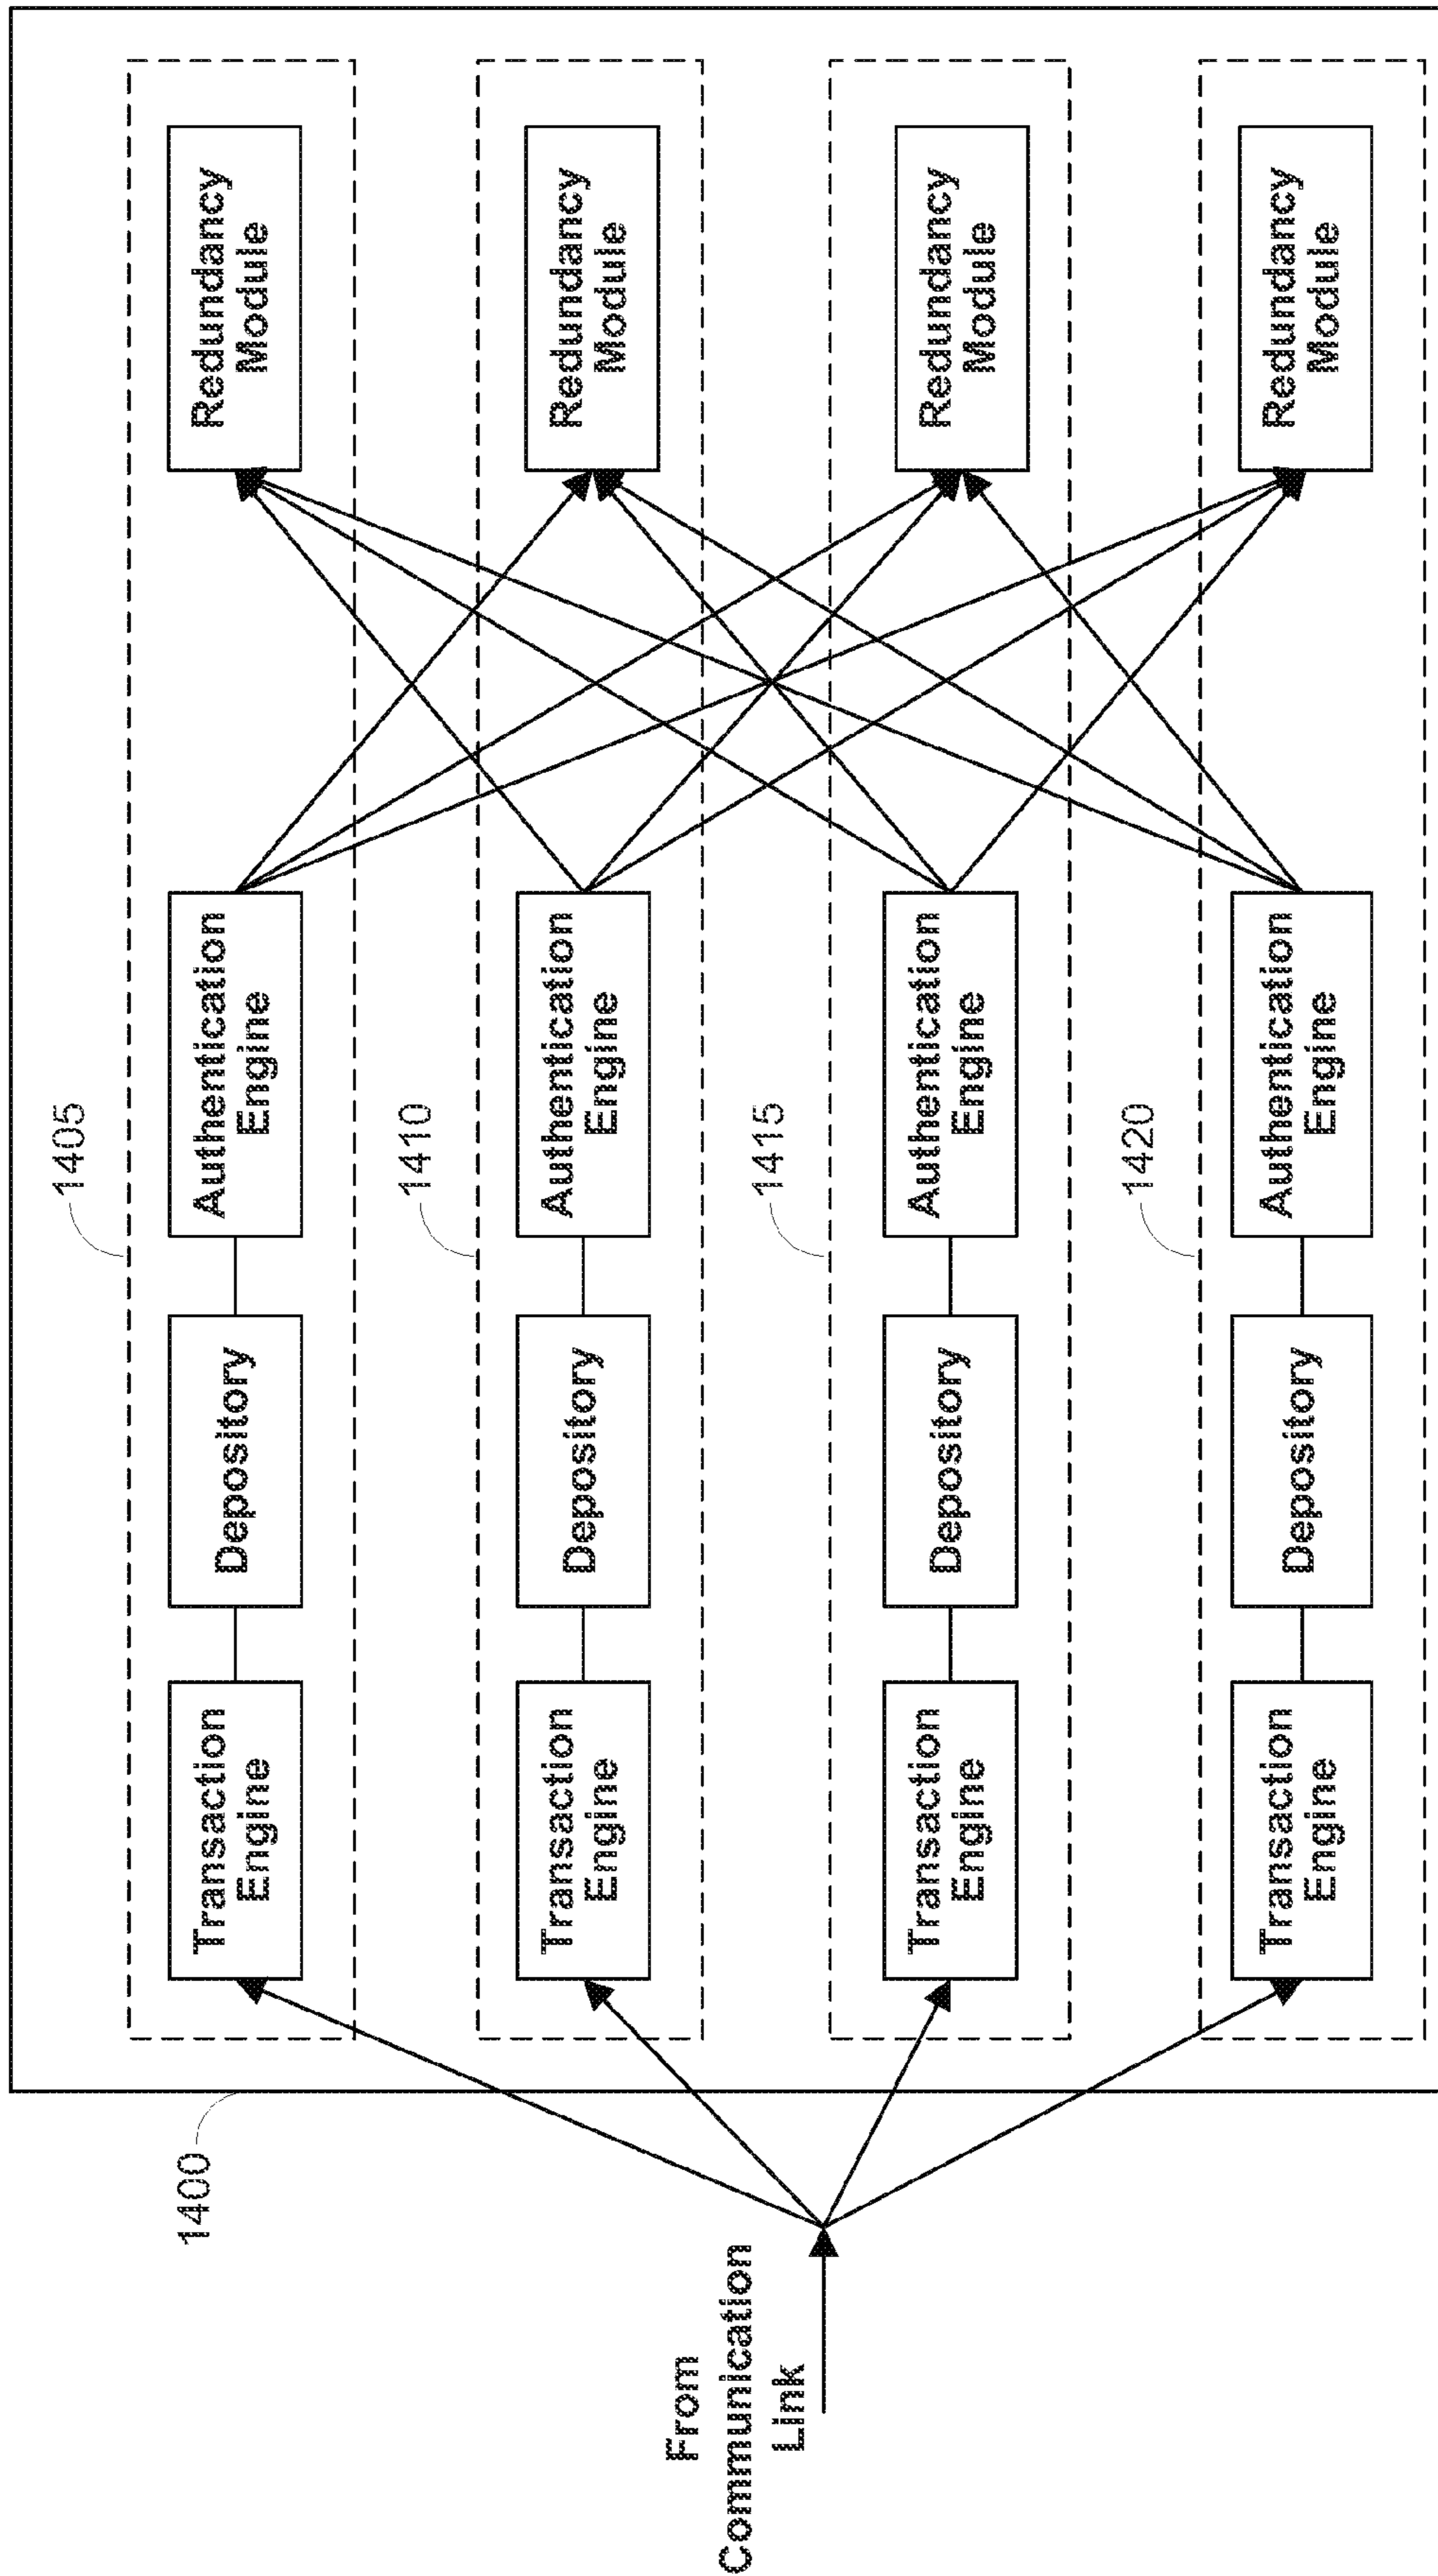 1400
From
Communication
Link
1405
Transaction
Engine
Depository
Authentication
Engine
Redundancy
Module
1410
Transaction
Engine
Depository
Authentication
Engine
Redundancy
Module
1415
Transaction
Engine
Depository
Authentication
Engine
Redundancy
Module
1420
Transaction
Engine
Depository
Authentication
Engine
Redundancy
Module